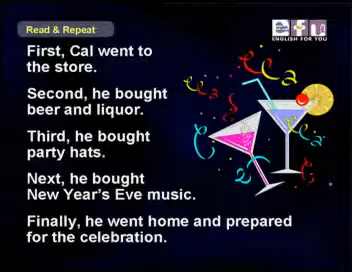 Read & Repeat
ENGLISH FOR YOU
First, Cal went to
the store.
Second, he bought
beer and liquor.
Third, he bought
party hats.
Next, he bought
New Year's Eve music.
Finally, he went home and prepared
for the celebration.